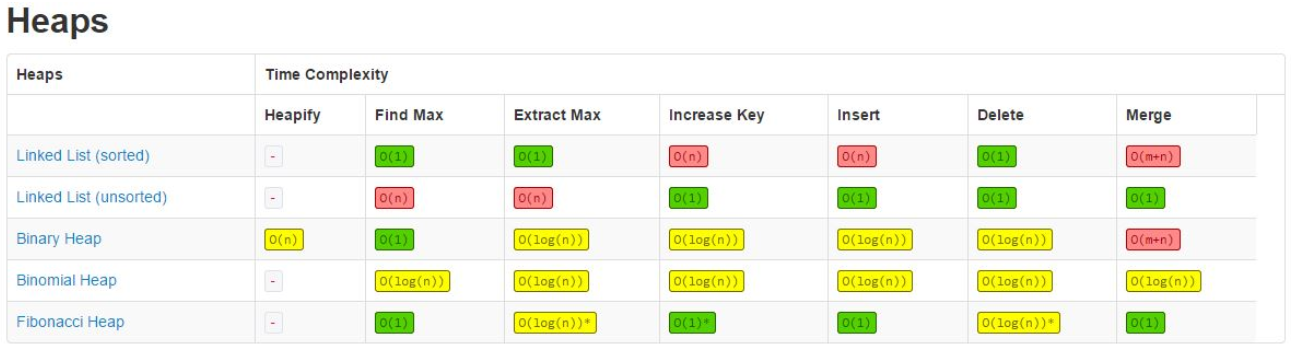 Heaps
Heaps Time Complexity
Heapify Find Max Extract Max Increase Key Insert Delete Merge
Linked List (sorted) - O(1) O(1) O(n) O(n) O(1) O(m+n)
Linked List (unsorted) - O(n) O(n) O(1) O(1) O(1) O(1)
Binary Heap O(n) O(1) O(log(n)) O(log(n)) O(log(n)) O(log(n)) O(m+n)
Binomial Heap - O(log(n)) O(log(n)) O(log(n)) O(log(n)) O(log(n)) O(log(n))
Fibonacci Heap - O(1) O(log(n))* O(1)* O(1) O(log(n))* O(1)